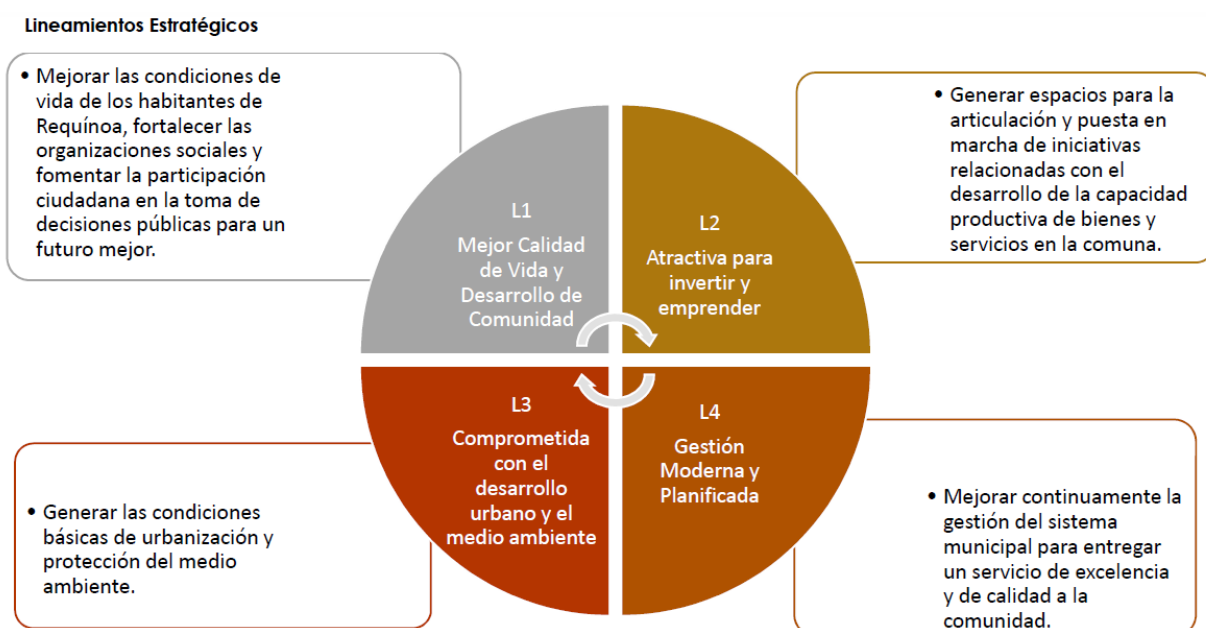 Lineamientos Estratégicos
• Mejorar las condiciones de
vida de los habitantes de
Requínoa, fortalecer las
organizaciones sociales y
fomentar la participación
ciudadana en la toma de
decisiones públicas para un
futuro mejor.
L1
Mejor Calidad
de Vida y
Desarrollo de
Comunidad
L2
Atractiva para
invertir y
emprender
• Generar espacios para la
articulación y puesta en
marcha de iniciativas
relacionadas con el
desarrollo de la capacidad
productiva de bienes y
servicios en la comuna.
• Generar las condiciones
básicas de urbanización y
protección del medio
ambiente.
L3
Comprometida
con el
desarrollo
urbano y el
medio ambiente
L4
Gestión
Moderna y
Planificada
• Mejorar continuamente la
gestión del sistema
municipal para entregar
un servicio de excelencia
y de calidad a la
comunidad.